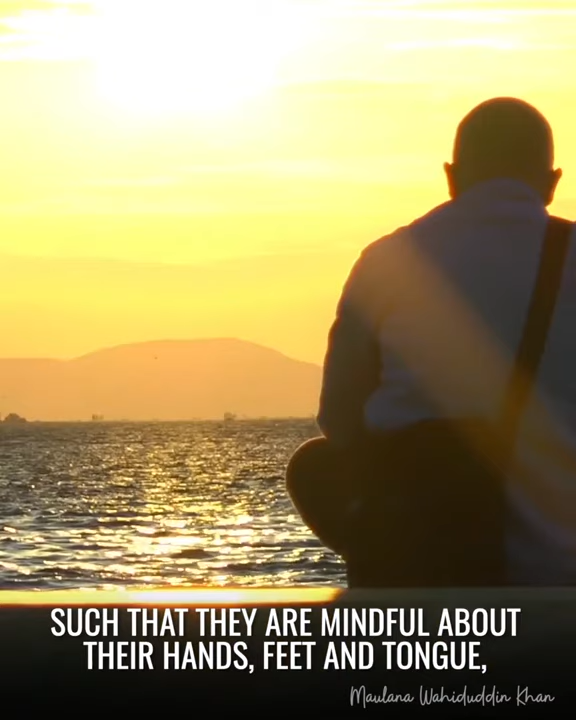 SUCH THAT THEY ARE MINDFUL ABOUT
THEIR HANDS, FEET AND TONGUE,
Maulana Wahiduddin Khan